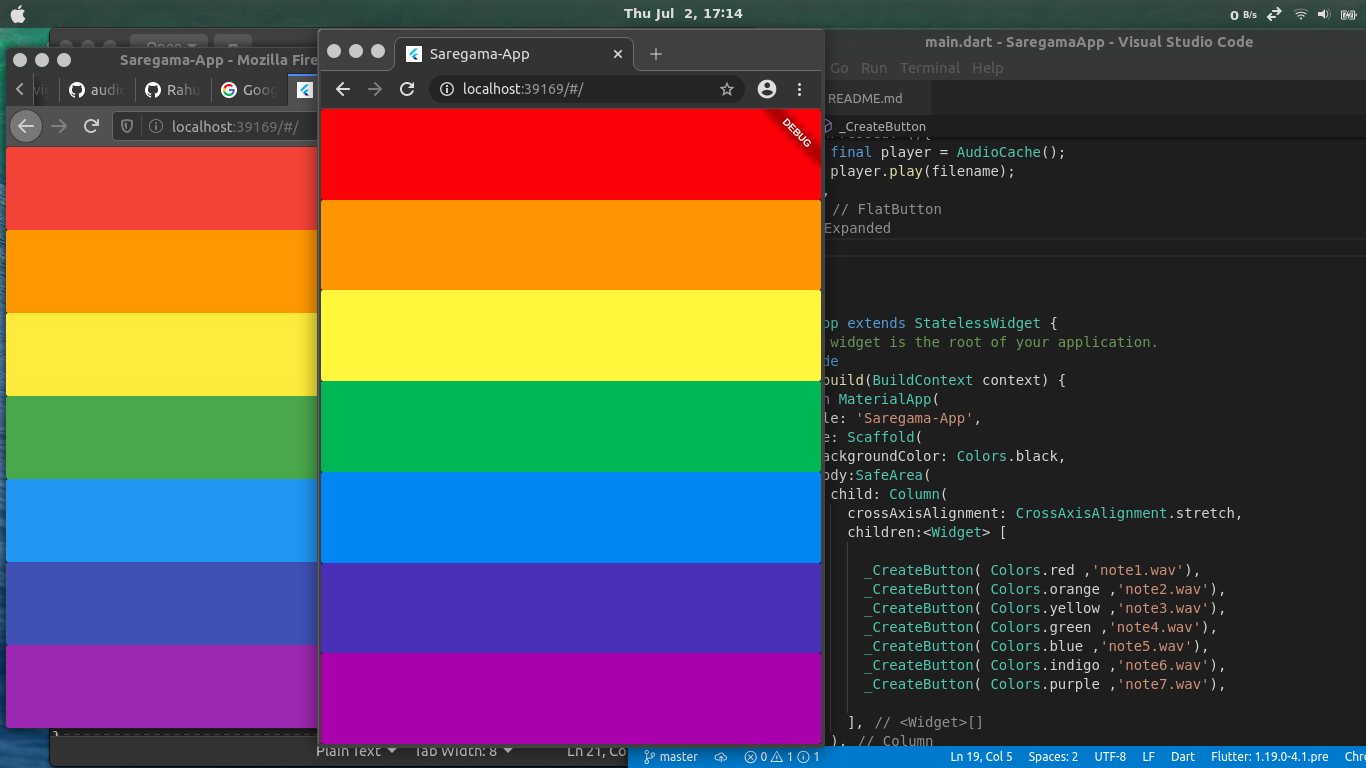 Thu Jul 2, 17:14
0 B/s
Open
main.dart - SaregamaApp - Visual Studio Code
Saregama-App - Mozilla Fire
Saregama-App
Go Run Terminal Help
audio
Rahu
Goog
README.md
localhost:39169/#/
localhost:39169/#/
_CreateButton
DEBUG
final player = AudioCache();
player.play(filename);
// FlatButton
Expanded
pp extends StatelessWidget {
widget is the root of your application.
de
build(BuildContext context) {
n MaterialApp(
le: 'Saregama-App',
e: Scaffold(
ackgroundColor: Colors.black,
ody:SafeArea(
child: Column(
crossAxisAlignment: CrossAxisAlignment.stretch,
children:<Widget> [
_CreateButton( Colors.red ,'note1.wav'),
_CreateButton( Colors.orange ,'note2.wav'),
_CreateButton( Colors.yellow ,'note3.wav'),
_CreateButton( Colors.green ,'note4.wav'),
_CreateButton( Colors.blue ,'note5.wav'),
_CreateButton( Colors.indigo ,'note6.wav'),
_CreateButton( Colors.purple ,'note7.wav'),
], // <Widget>[]
), // Column
Plain Text Tab Width: 8 Ln 21, Co
master 0 1 1 Ln 19, Col 5 Spaces: 2 UTF-8 LF Dart Flutter: 1.19.0-4.1.pre Chr